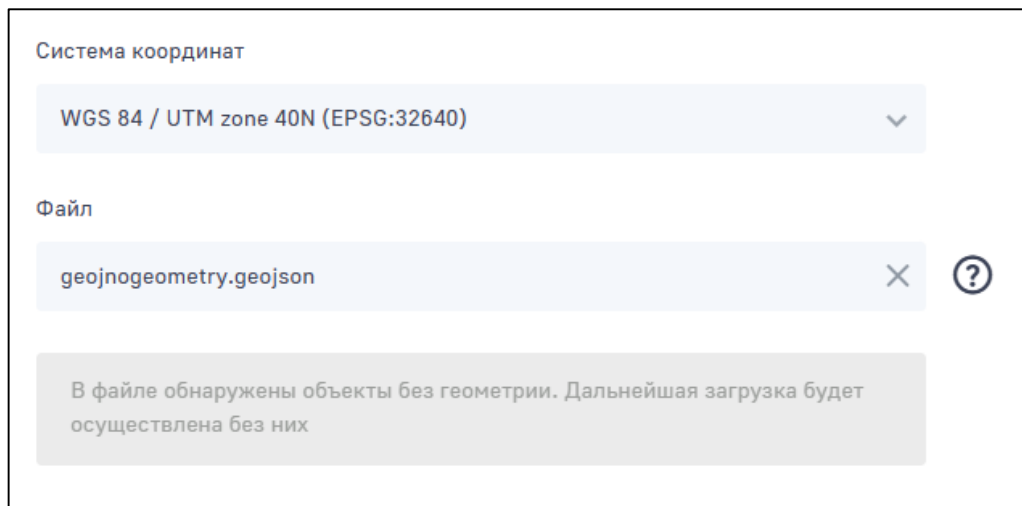 Система координат
WGS 84 / UTM zone 40N (EPSG:32640)
Файл
geojnogeometry.geojson
?
В файле обнаружены объекты без геометрии. Дальнейшая загрузка будет
осуществлена без них